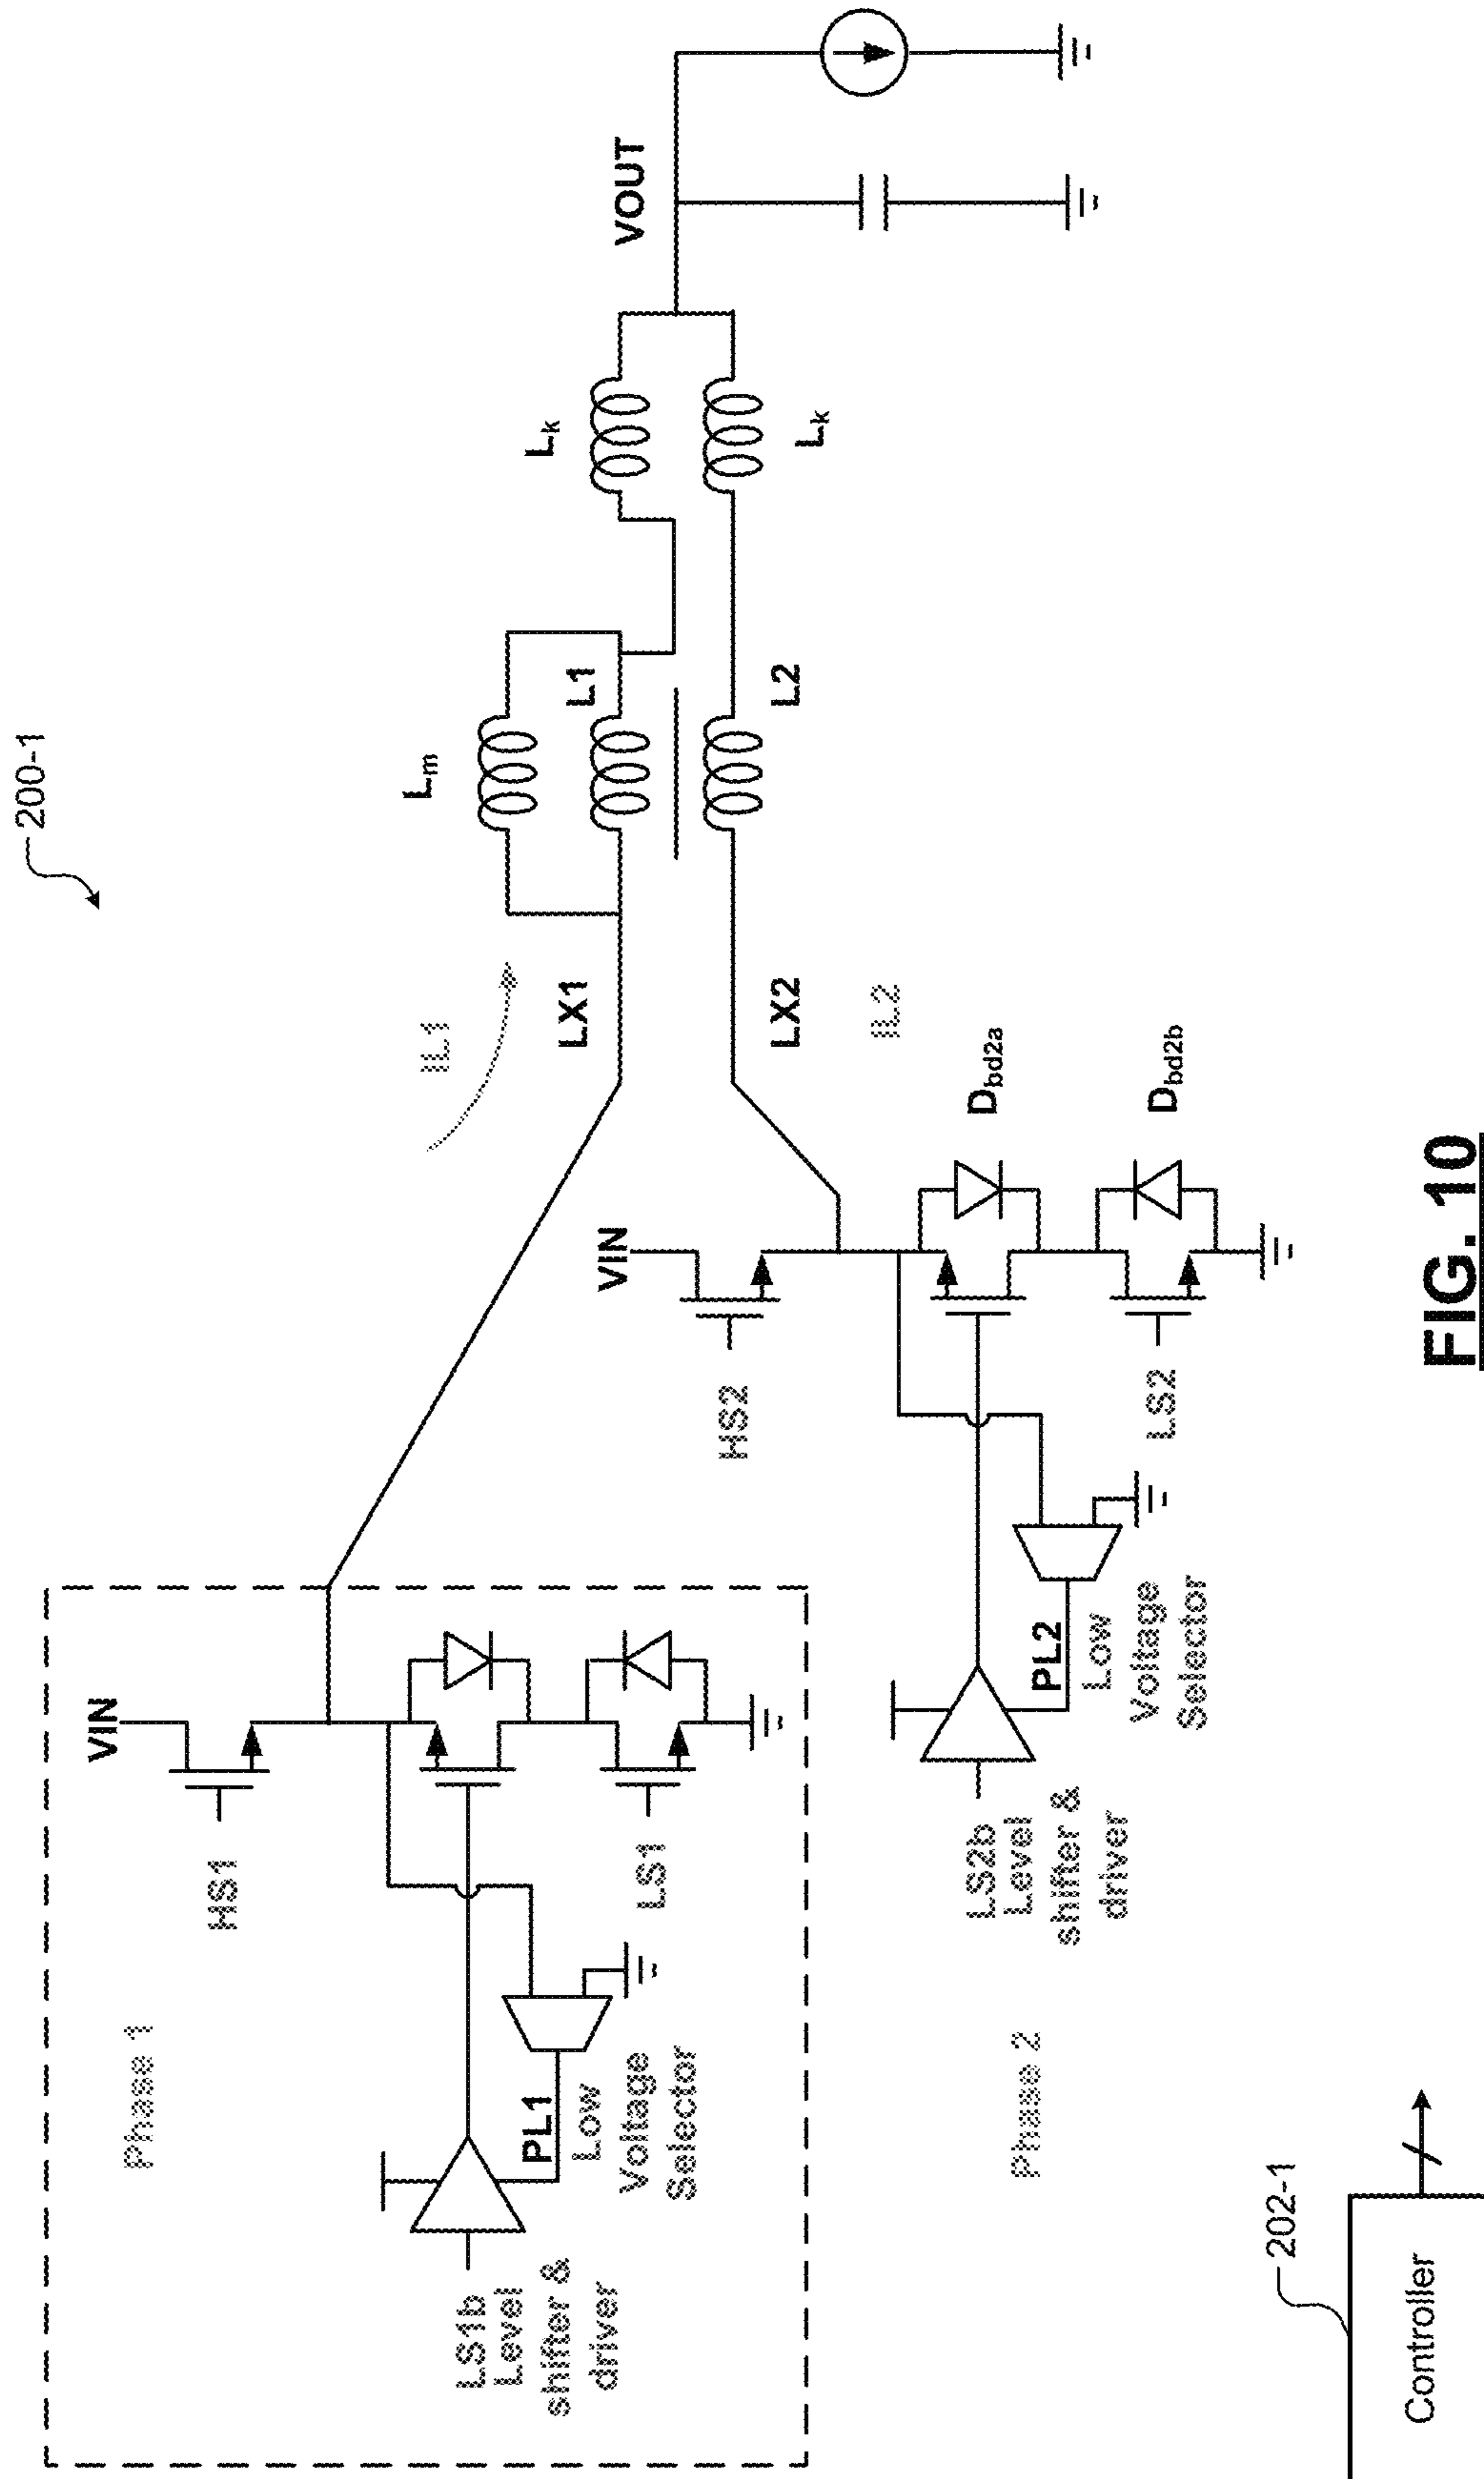 200-1
Phase 1
VIN
HS1
LS1b
Level
shifter &
driver
PL1
Low
Voltage
Selector
LS1
IL1
LX1
Lm
L1
Lk
VOUT
L2
Lk
LX2
IL2
VIN
HS2
Dbd2a
Dbd2b
LS2
LS2b
Level
shifter &
driver
PL2
Low
Voltage
Selector
Phase 2
202-1
Controller
FIG. 10